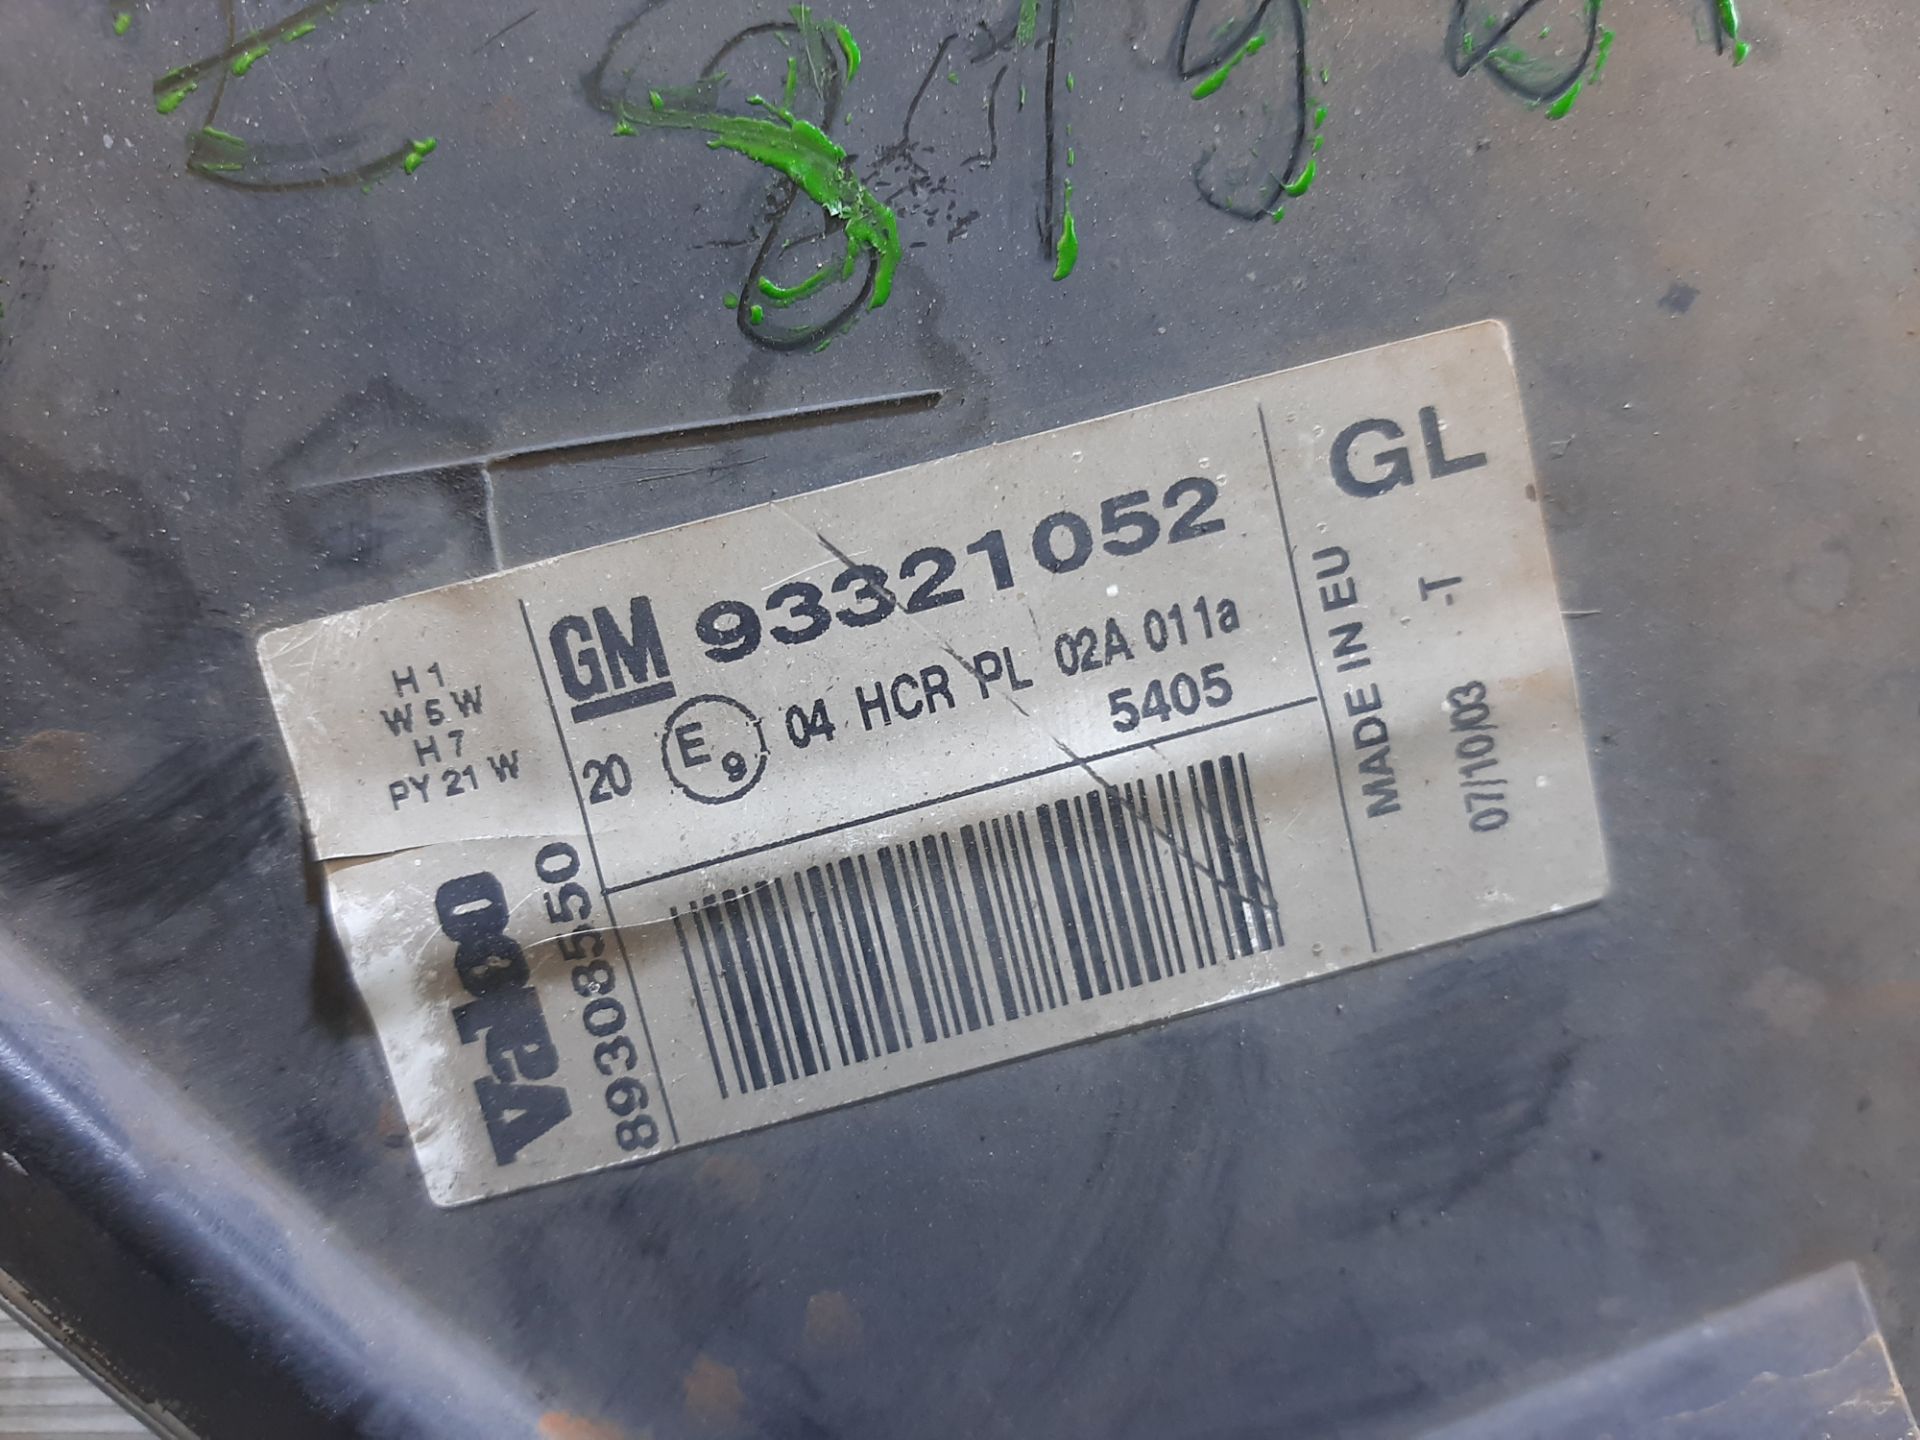 GM 93321052
20 E9 04 HCR PL 02A 011a
5405
H1
W5W
H7
PY21W
Valeo
89308550
GL
MADE IN EU
-T
07/10/03